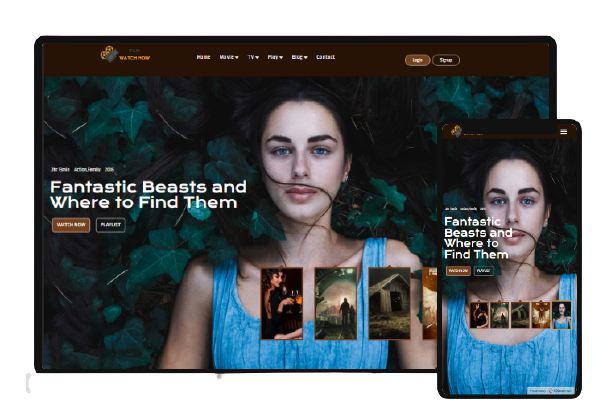 WATCH NOW
Home Movie TV Play Blog Contact
Login Signup
2hr 13min Action, Family 2016
Fantastic Beasts and
Where to Find Them
WATCH NOW PLAYLIST
Fantastic
Beasts and
Where to
Find Them
WATCH NOW PLAYLIST